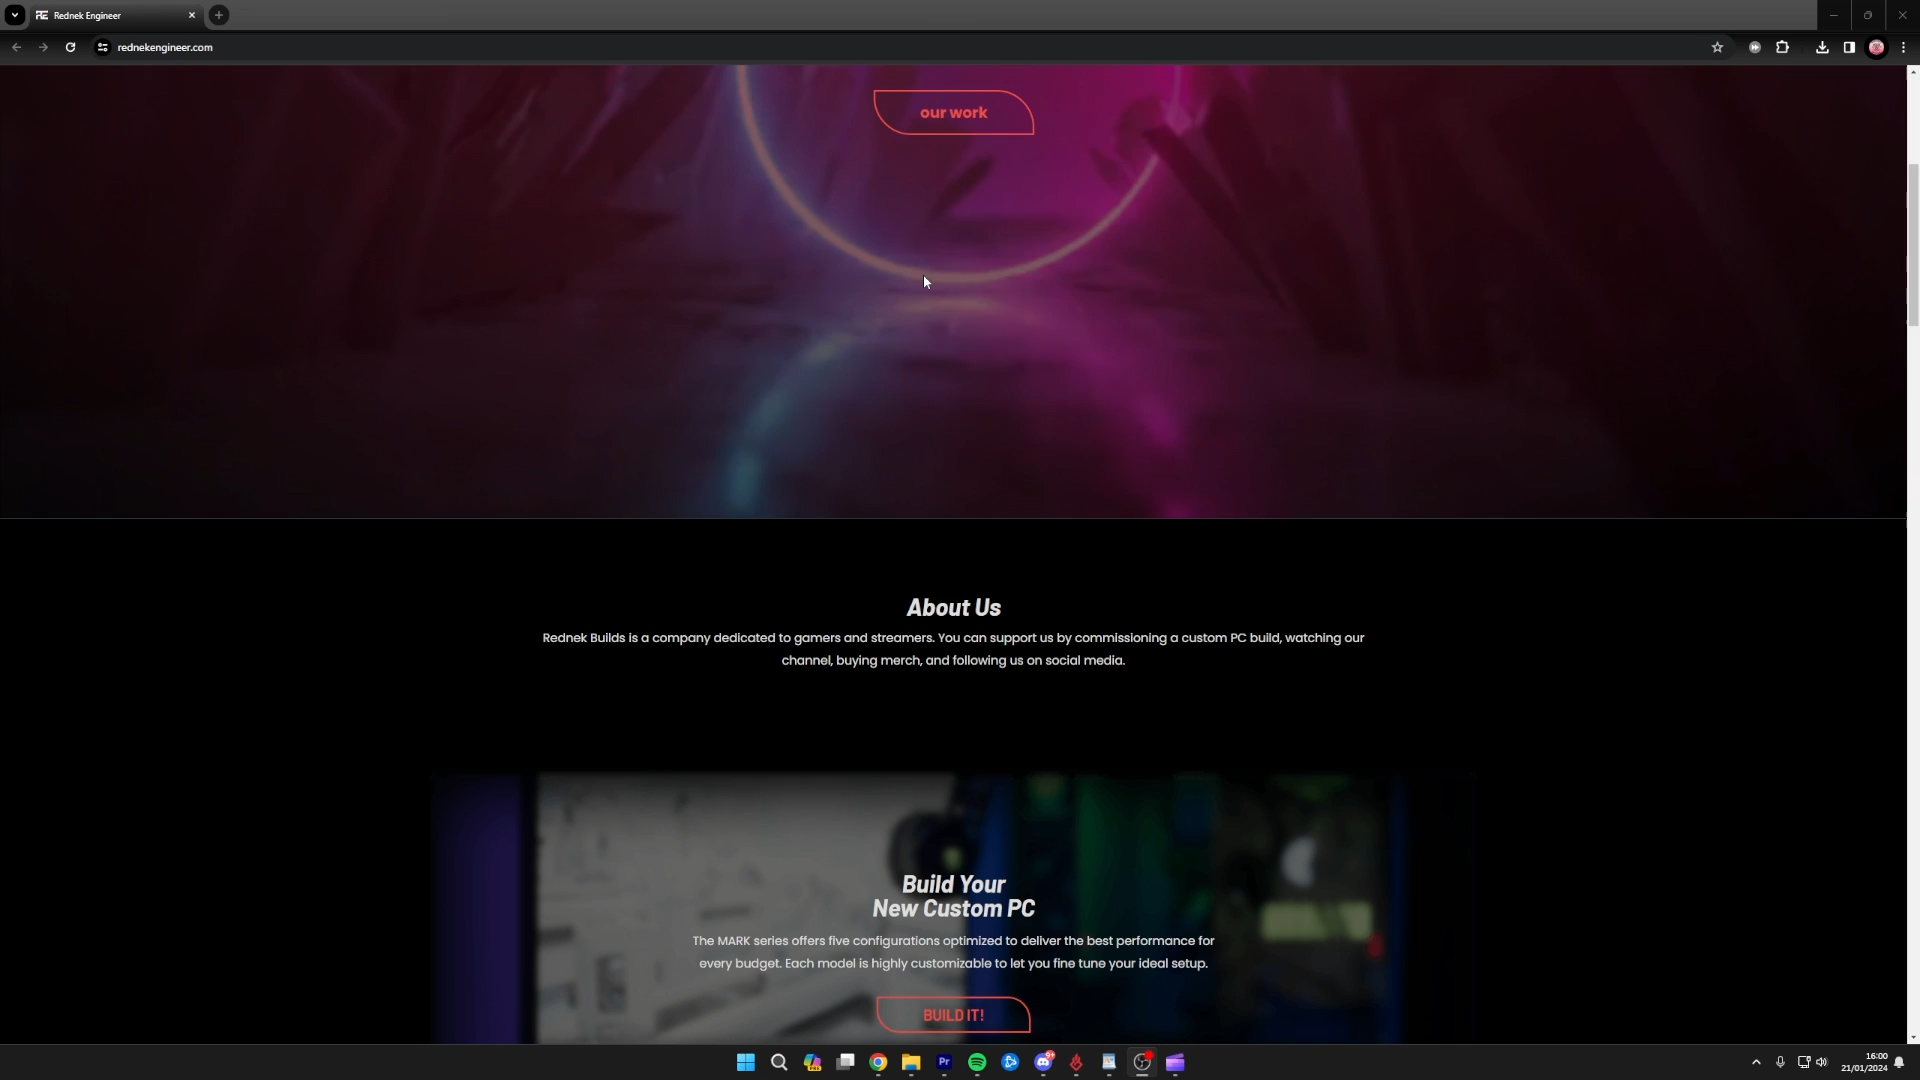 Rednek Engineer
rednekengineer.com
our work
About Us
Rednek Builds is a company dedicated to gamers and streamers. You can support us by commissioning a custom PC build, watching our
channel, buying merch, and following us on social media.
Build Your
New Custom PC
The MARK series offers five configurations optimized to deliver the best performance for
every budget. Each model is highly customizable to let you fine tune your ideal setup.
BUILD IT!
Pr
16:00
21/01/2024